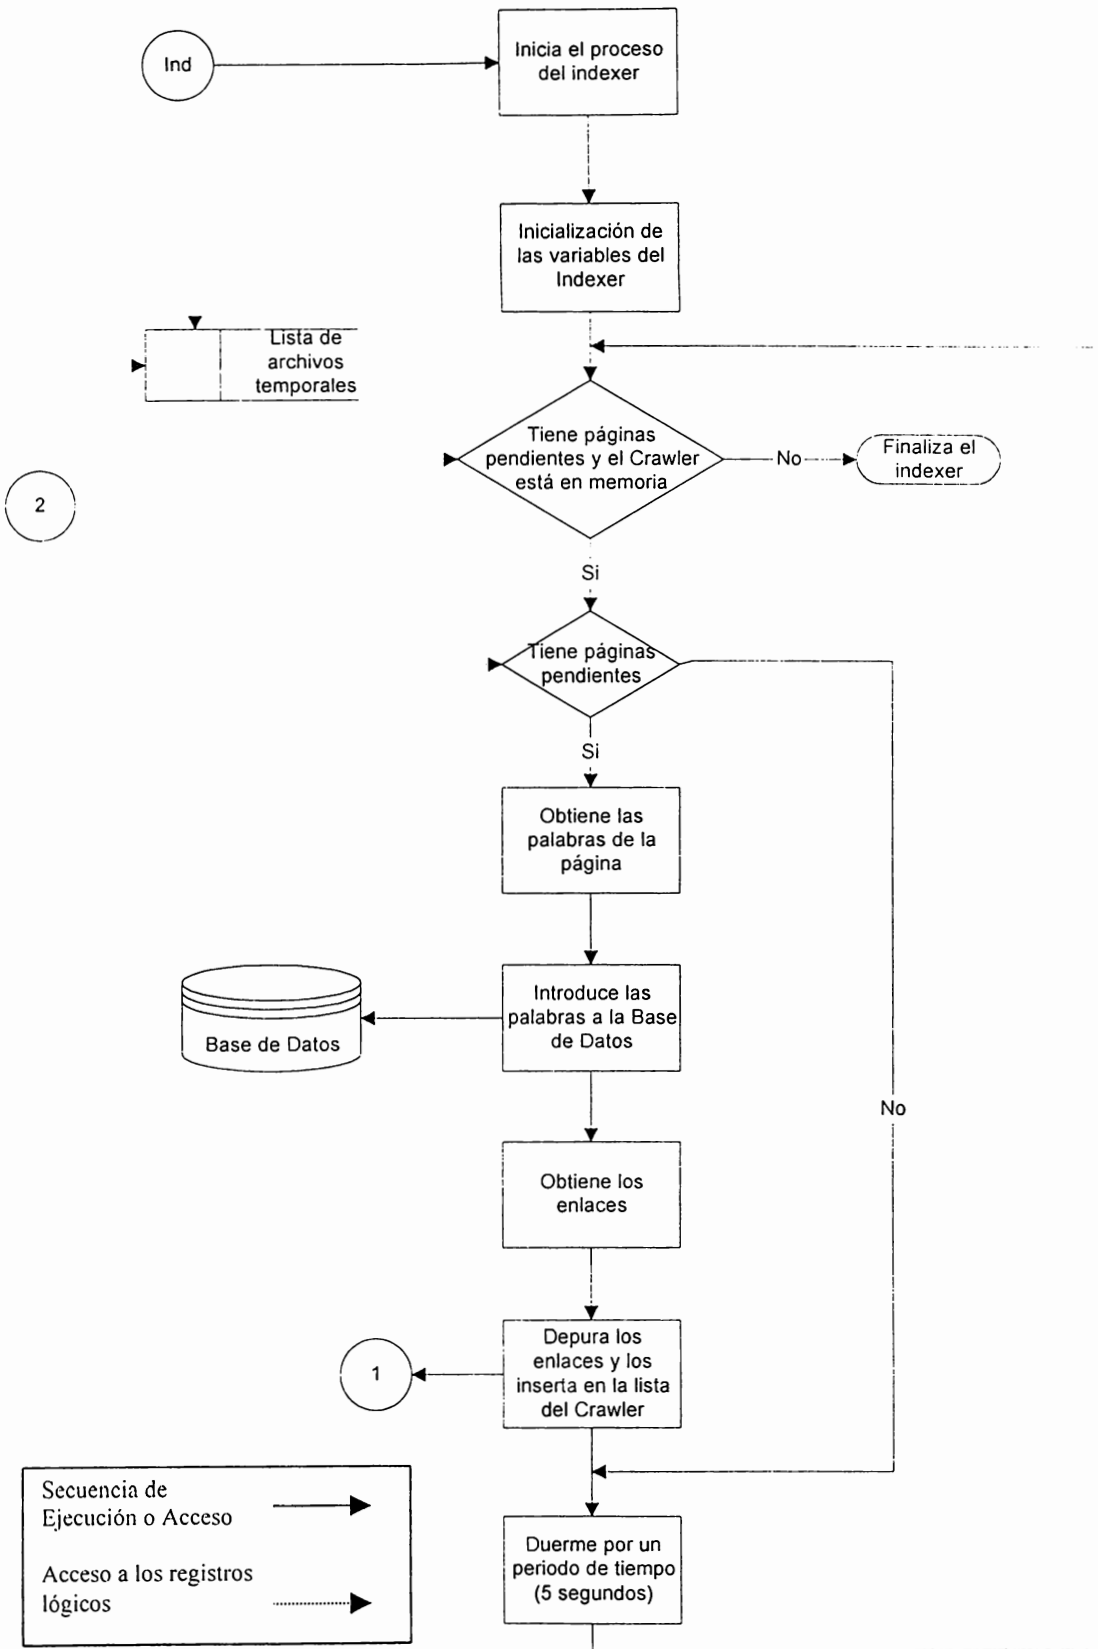 Ind
Inicia el proceso
del indexer
Inicialización de
las variables del
Indexer
Lista de
archivos
temporales
Tiene páginas
pendientes y el Crawler
está en memoria
No
Finaliza el
indexer
2
Si
Tiene páginas
pendientes
Si
Obtiene las
palabras de la
página
Introduce las
palabras a la Base
de Datos
Base de Datos
No
Obtiene los
enlaces
Depura los
enlaces y los
inserta en la lista
del Crawler
1
Secuencia de
Ejecución o Acceso
Acceso a los registros
lógicos
Duerme por un
periodo de tiempo
(5 segundos)